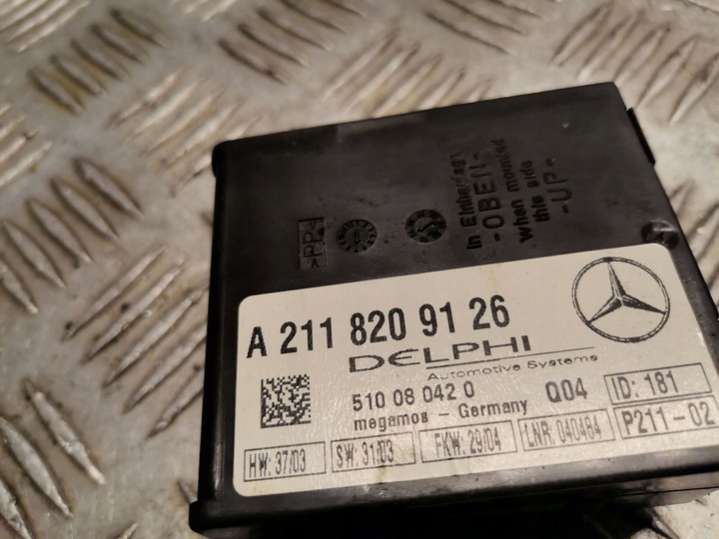 In Einbaulage
-OBEN-
When mounted
this side
-UP-
>PP<
A 211 820 91 26
DELPHI
Automotive Systems
510 08 042 0
Q04
ID: 181
megamos - Germany
HW: 37/03
SW: 31/03
FKW: 29/04
LNR: 040484
P211-02